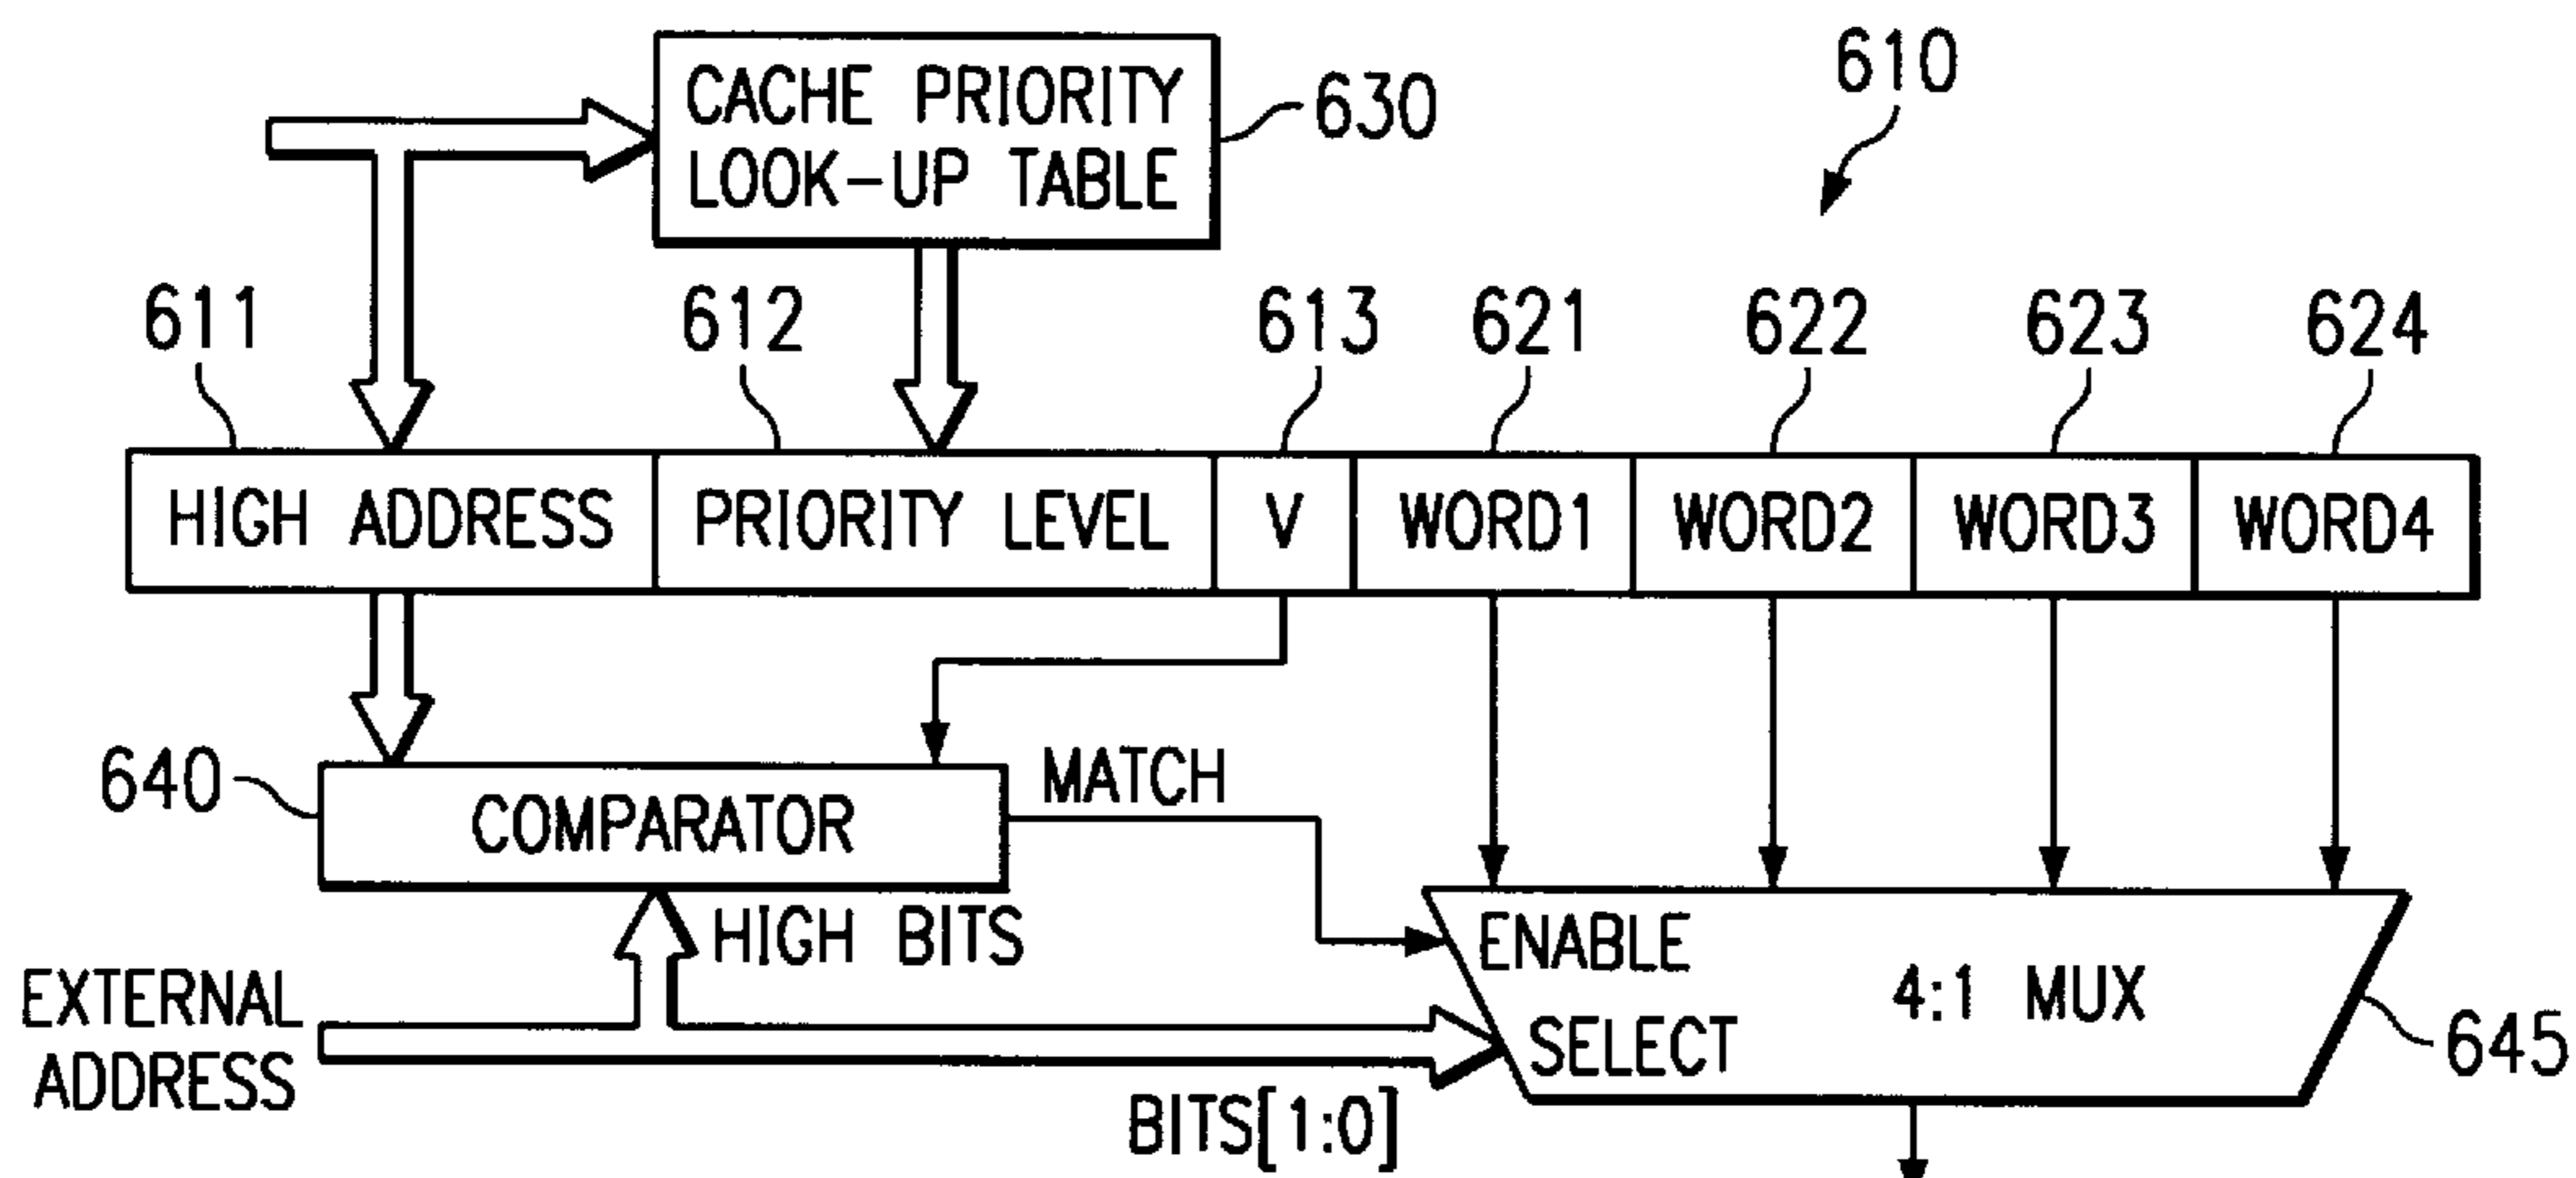 CACHE PRIORITY
LOOK-UP TABLE
630
610
611
612
613
621
622
623
624
HIGH ADDRESS
PRIORITY LEVEL
V
WORD1
WORD2
WORD3
WORD4
640
COMPARATOR
MATCH
HIGH BITS
ENABLE
4:1 MUX
SELECT
EXTERNAL
ADDRESS
BITS[1:0]
645